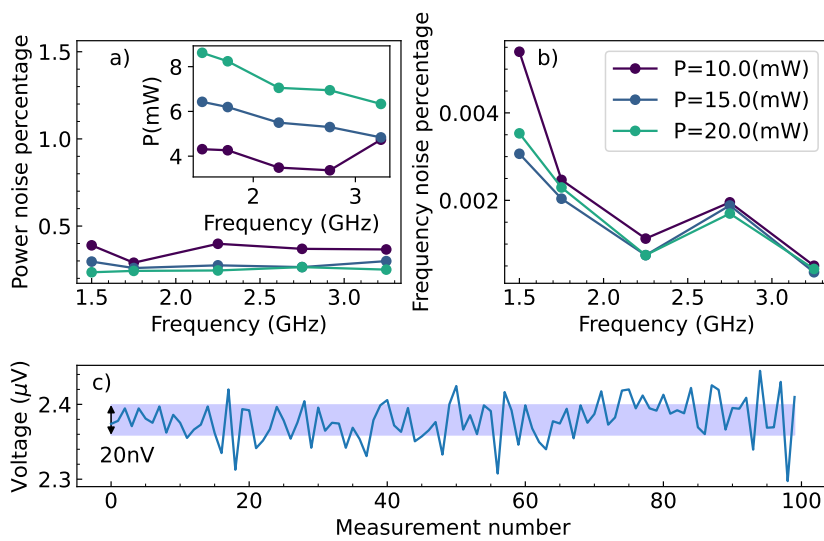 a)
Power noise percentage
1.5
1.0
0.5
1.5 2.0 2.5 3.0
Frequency (GHz)
P(mW)
8
6
4
2 3
Frequency (GHz)
b)
Frequency noise percentage
0.004
0.002
1.5 2.0 2.5 3.0
Frequency (GHz)
P=10.0(mW)
P=15.0(mW)
P=20.0(mW)
c)
Voltage (μV)
2.4
2.3
20nV
0 20 40 60 80 100
Measurement number